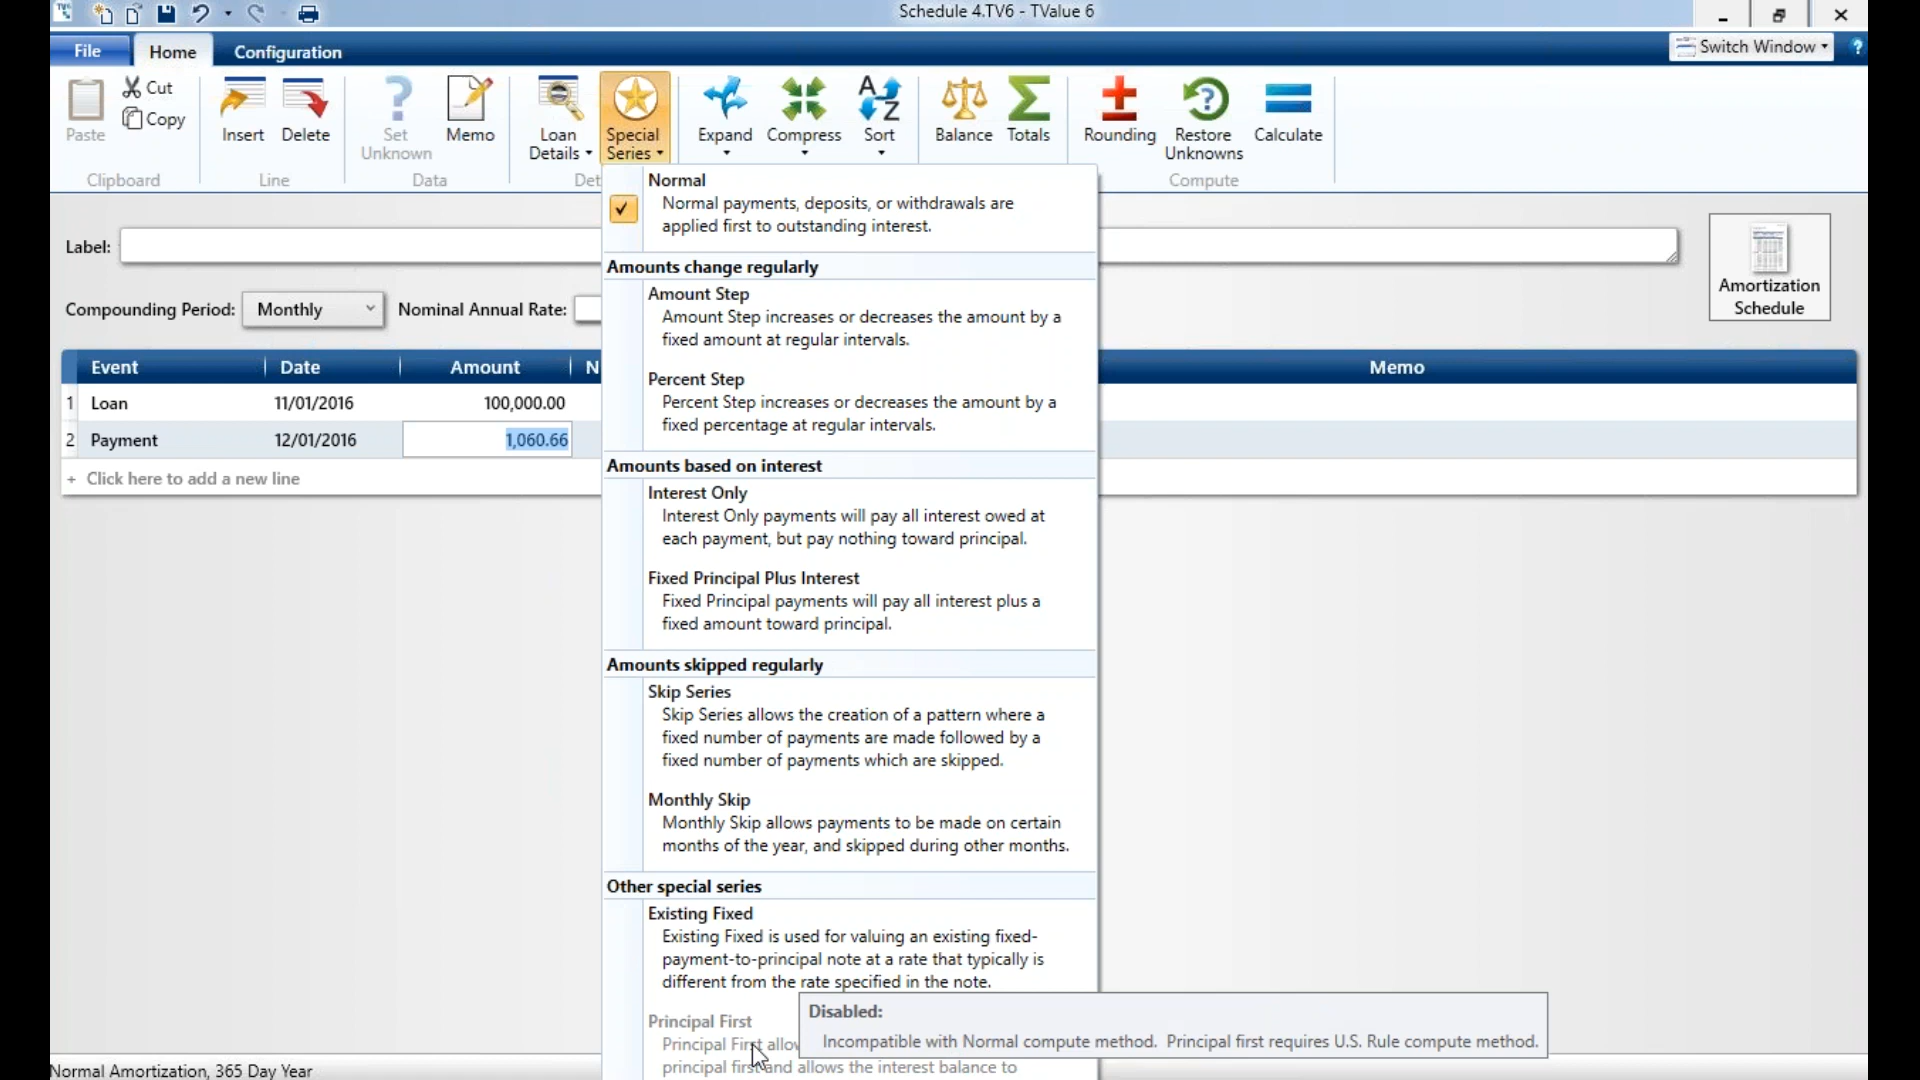 TV6
Schedule 4.TV6 - TValue 6
File
Home
Configuration
Switch Window
?
Paste
Cut
Copy
Clipboard
Insert
Delete
Line
Set
Unknown
Memo
Data
Loan
Details
Special
Series
Det
Expand
Compress
Sort
Balance
Totals
Rounding
Restore
Unknowns
Calculate
Compute
Label:
Compounding Period:
Monthly
Nominal Annual Rate:
Amortization
Schedule
Event
Date
Amount
N
Memo
1 Loan 11/01/2016 100,000.00
2 Payment 12/01/2016 1,060.66
+ Click here to add a new line
Normal
Normal payments, deposits, or withdrawals are
applied first to outstanding interest.
Amounts change regularly
Amount Step
Amount Step increases or decreases the amount by a
fixed amount at regular intervals.
Percent Step
Percent Step increases or decreases the amount by a
fixed percentage at regular intervals.
Amounts based on interest
Interest Only
Interest Only payments will pay all interest owed at
each payment, but pay nothing toward principal.
Fixed Principal Plus Interest
Fixed Principal payments will pay all interest plus a
fixed amount toward principal.
Amounts skipped regularly
Skip Series
Skip Series allows the creation of a pattern where a
fixed number of payments are made followed by a
fixed number of payments which are skipped.
Monthly Skip
Monthly Skip allows payments to be made on certain
months of the year, and skipped during other months.
Other special series
Existing Fixed
Existing Fixed is used for valuing an existing fixed-
payment-to-principal note at a rate that typically is
different from the rate specified in the note.
Principal First
Principal First allow
principal first and allows the interest balance to
Disabled:
Incompatible with Normal compute method. Principal first requires U.S. Rule compute method.
Normal Amortization, 365 Day Year